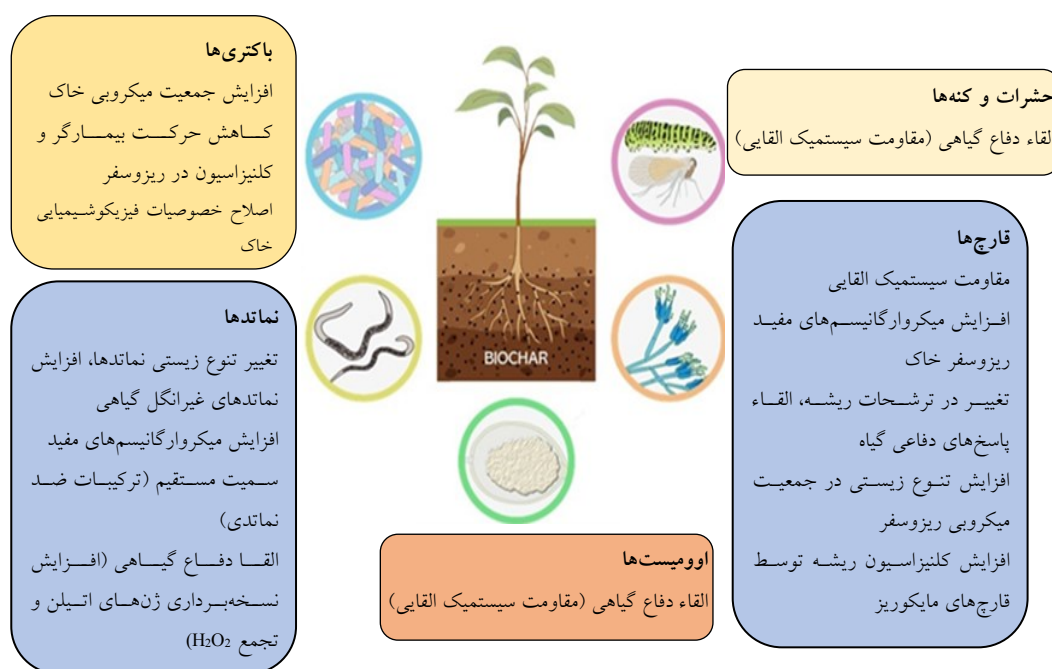 باکتری‌ها
افزایش جمعیت میکروبی خاک
کاهش حرکت بیمارگر و
کلنیزاسیون در ریزوسفر
اصلاح خصوصیات فیزیکوشیمیایی
خاک
حشرات و کنه‌ها
لقاء دفاع گیاهی (مقاومت سیستمیک القایی)
قارچ‌ها
مقاومت سیستمیک القایی
افزایش میکروارگانیسم‌های مفید
ریزوسفر خاک
تغییر در ترشحات ریشه، القاء
پاسخ‌های دفاعی گیاه
افزایش تنوع زیستی در جمعیت
میکروبی ریزوسفر
افزایش کلنیزاسیون ریشه توسط
قارچ‌های مایکوریز
نماتدها
تغییر تنوع زیستی نماتدها، افزایش
نماتدهای غیرانگل گیاهی
افزایش میکروارگانیسم‌های مفید
سمیت مستقیم (ترکیبات ضد
نماتدی)
القا دفاع گیاهی (افزایش
نسخه‌برداری ژن‌های اتیلن و
تجمع H2O2)
BIOCHAR
اوومیست‌ها
القاء دفاع گیاهی (مقاومت سیستمیک القایی)